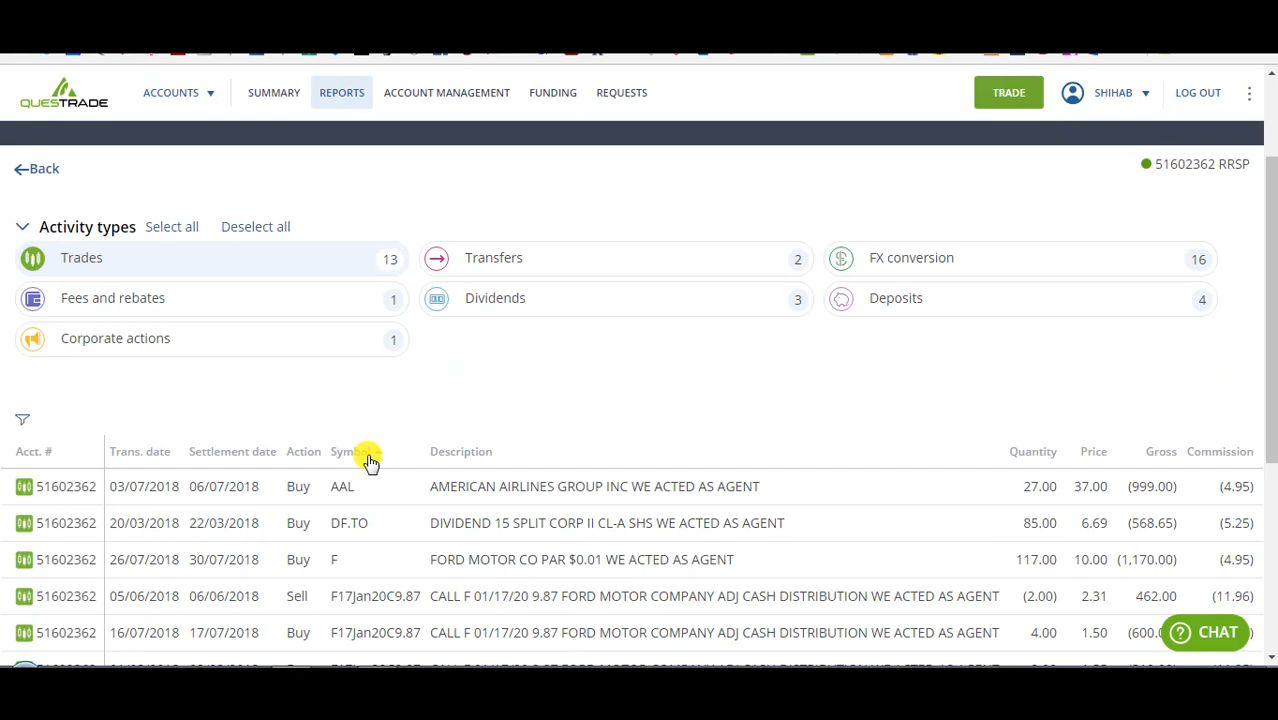 QUESTRADE
ACCOUNTS SUMMARY REPORTS ACCOUNT MANAGEMENT FUNDING REQUESTS TRADE SHIHAB LOG OUT
Back
51602362 RRSP
Activity types Select all Deselect all
Trades 13 Transfers 2 FX conversion 16
Fees and rebates 1 Dividends 3 Deposits 4
Corporate actions 1
Acct. # Trans. date Settlement date Action Symbol Description Quantity Price Gross Commission
51602362 03/07/2018 06/07/2018 Buy AAL AMERICAN AIRLINES GROUP INC WE ACTED AS AGENT 27.00 37.00 (999.00) (4.95)
51602362 20/03/2018 22/03/2018 Buy DF.TO DIVIDEND 15 SPLIT CORP II CL-A SHS WE ACTED AS AGENT 85.00 6.69 (568.65) (5.25)
51602362 26/07/2018 30/07/2018 Buy F FORD MOTOR CO PAR $0.01 WE ACTED AS AGENT 117.00 10.00 (1,170.00) (4.95)
51602362 05/06/2018 06/06/2018 Sell F17Jan20C9.87 CALL F 01/17/20 9.87 FORD MOTOR COMPANY ADJ CASH DISTRIBUTION WE ACTED AS AGENT (2.00) 2.31 462.00 (11.96)
51602362 16/07/2018 17/07/2018 Buy F17Jan20C9.87 CALL F 01/17/20 9.87 FORD MOTOR COMPANY ADJ CASH DISTRIBUTION WE ACTED AS AGENT 4.00 1.50 (600.
CHAT